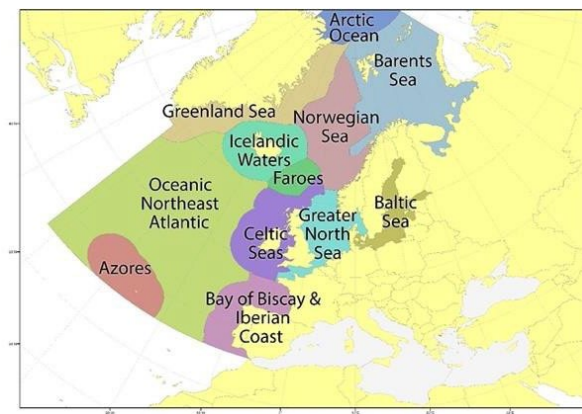 Arctic
Ocean
Barents
Sea
Greenland Sea
Norwegian
Sea
Icelandic
Waters
Faroes
Oceanic
Northeast
Atlantic
Celtic
Seas
Greater
North
Sea
Baltic
Sea
Azores
Bay of Biscay &
Iberian
Coast